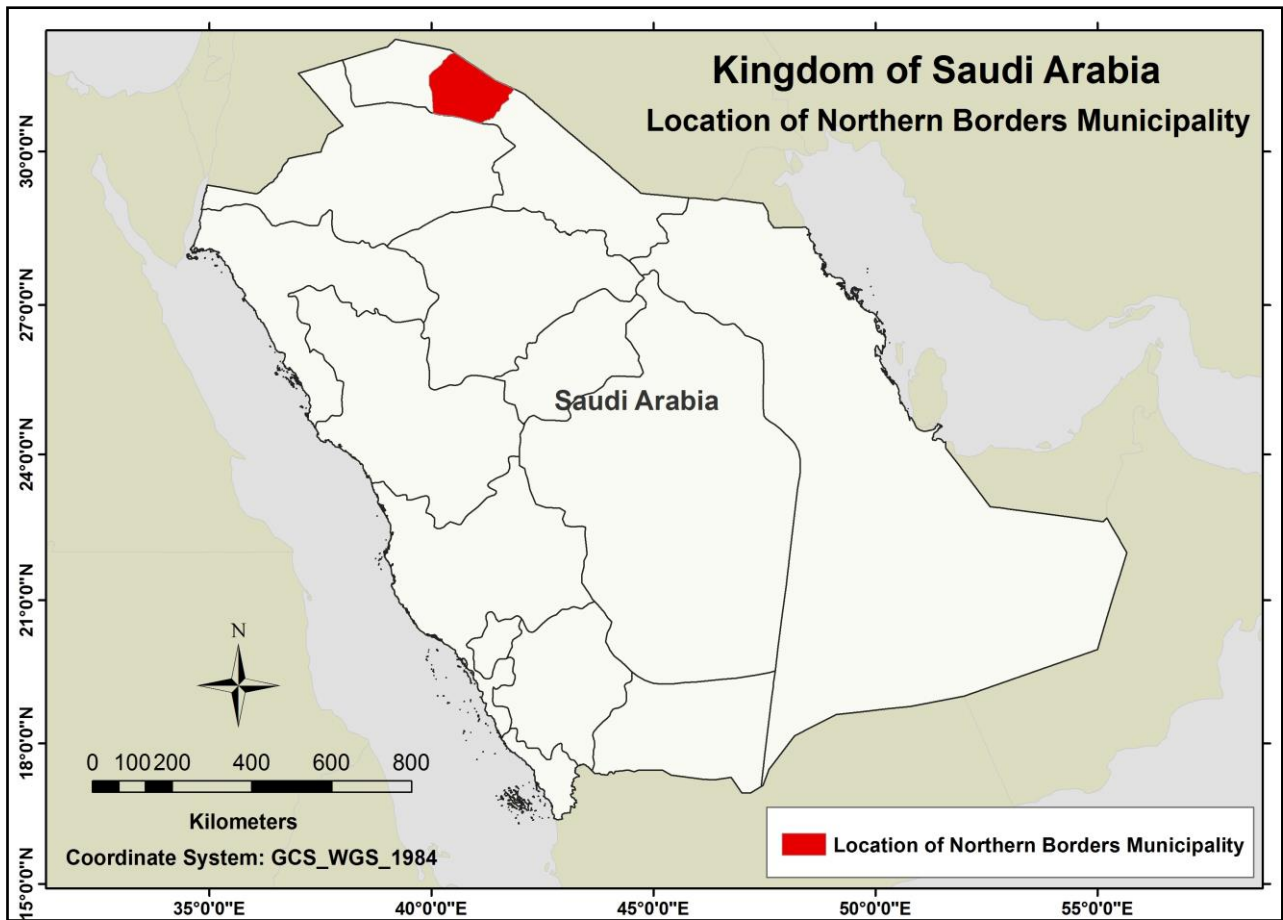 Kingdom of Saudi Arabia
Location of Northern Borders Municipality
30°0'0"N
27°0'0"N
24°0'0"N
21°0'0"N
18°0'0"N
15°0'0"N
Saudi Arabia
N
0 100 200 400 600 800
Kilometers
Coordinate System: GCS_WGS_1984
Location of Northern Borders Municipality
35°0'0"E 40°0'0"E 45°0'0"E 50°0'0"E 55°0'0"E